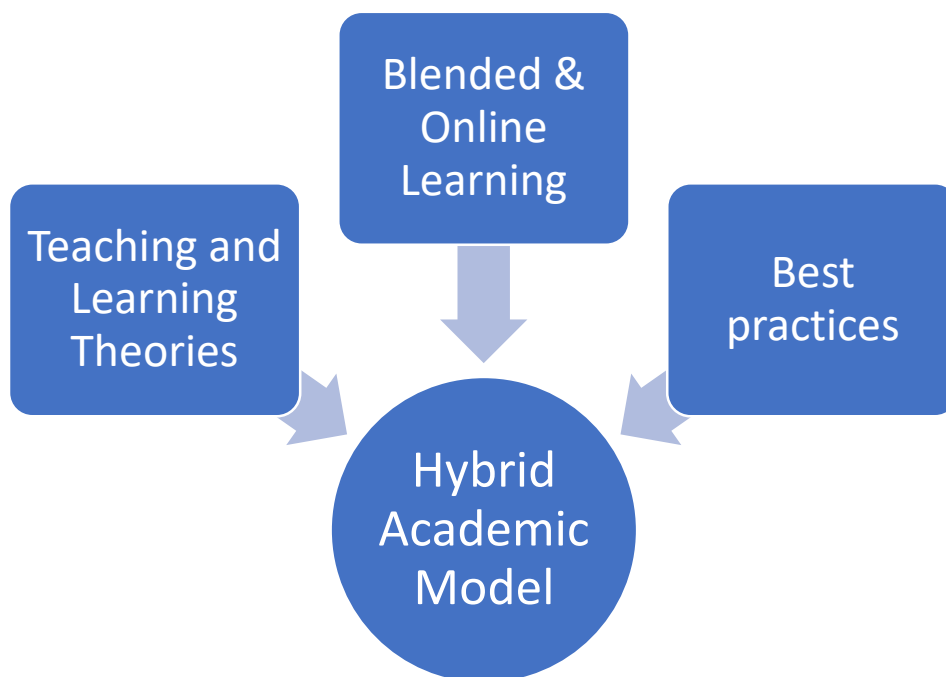 Blended &
Online
Learning
Teaching and
Learning
Theories
Best
practices
Hybrid
Academic
Model